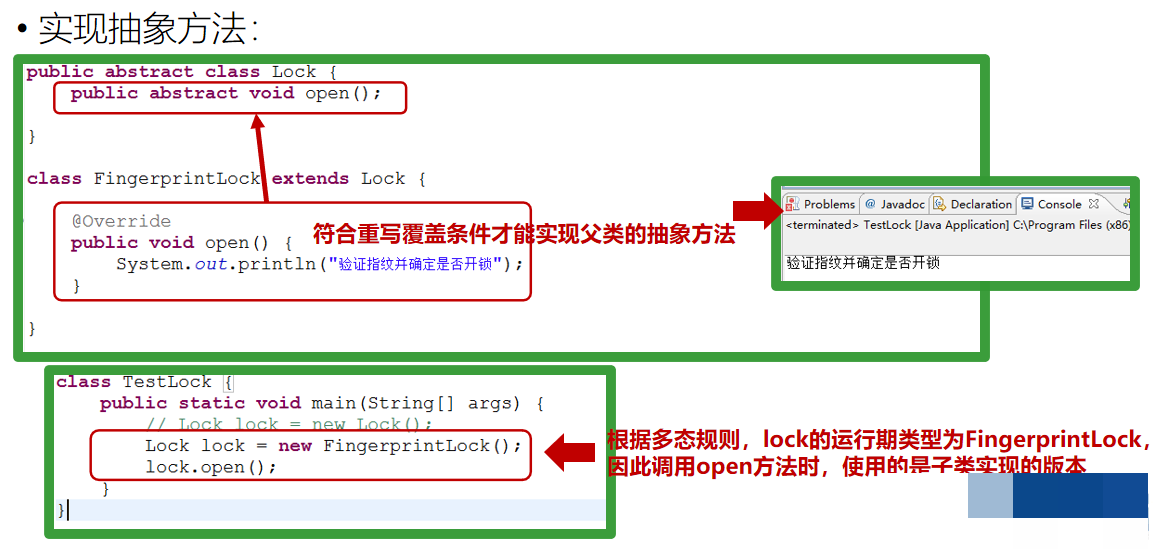 • 实现抽象方法：
public abstract class Lock {
public abstract void open();
}
class FingerprintLock extends Lock {
@Override
public void open() {
System.out.println("验证指纹并确定是否开锁");
}
}
符合重写覆盖条件才能实现父类的抽象方法
Problems @ Javadoc Declaration Console
<terminated> TestLock [Java Application] C:\Program Files (x86)
验证指纹并确定是否开锁
class TestLock {
public static void main(String[] args) {
// Lock lock = new Lock();
Lock lock = new FingerprintLock();
lock.open();
}
}
根据多态规则，lock的运行期类型为FingerprintLock，
因此调用open方法时，使用的是子类实现的版本